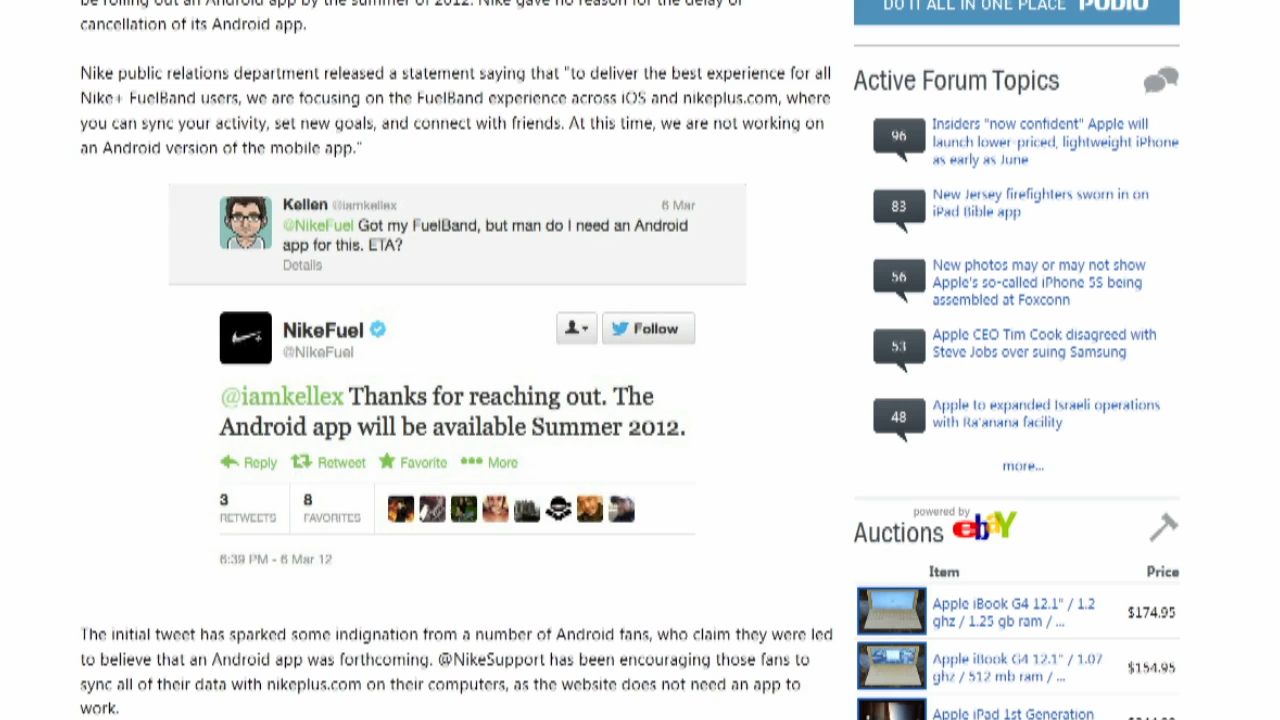 be rolling out an Android app by the summer of 2012. Nike gave no reason for the delay or
cancellation of its Android app.
Nike public relations department released a statement saying that "to deliver the best experience for all
Nike+ FuelBand users, we are focusing on the FuelBand experience across iOS and nikeplus.com, where
you can sync your activity, set new goals, and connect with friends. At this time, we are not working on
an Android version of the mobile app."
Kellen @iamkellex
6 Mar
@NikeFuel Got my FuelBand, but man do I need an Android
app for this. ETA?
Details
NikeFuel
@NikeFuel
Follow
@iamkellex Thanks for reaching out. The
Android app will be available Summer 2012.
Reply Retweet Favorite More
3
RETWEETS
8
FAVORITES
6:39 PM - 6 Mar 12
The initial tweet has sparked some indignation from a number of Android fans, who claim they were led
to believe that an Android app was forthcoming. @NikeSupport has been encouraging those fans to
sync all of their data with nikeplus.com on their computers, as the website does not need an app to
work.
DO IT ALL IN ONE PLACE PODIO
Active Forum Topics
96
Insiders "now confident" Apple will
launch lower-priced, lightweight iPhone
as early as June
83
New Jersey firefighters sworn in on
iPad Bible app
56
New photos may or may not show
Apple's so-called iPhone 5S being
assembled at Foxconn
53
Apple CEO Tim Cook disagreed with
Steve Jobs over suing Samsung
48
Apple to expanded Israeli operations
with Ra'anana facility
more...
powered by
Auctions ebaY
Item Price
Apple iBook G4 12.1" / 1.2
ghz / 1.25 gb ram / ...
$174.95
Apple iBook G4 12.1" / 1.07
ghz / 512 mb ram / ...
$154.95
Apple iPad 1st Generation